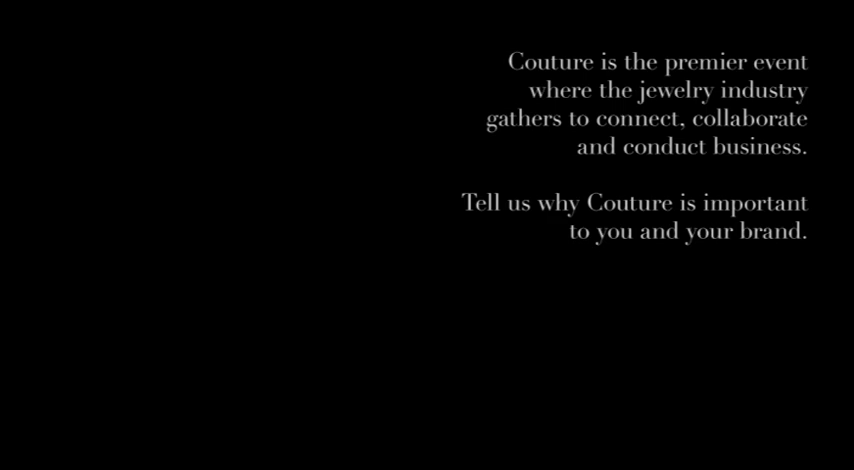 Couture is the premier event
where the jewelry industry
gathers to connect, collaborate
and conduct business.
Tell us why Couture is important
to you and your brand.